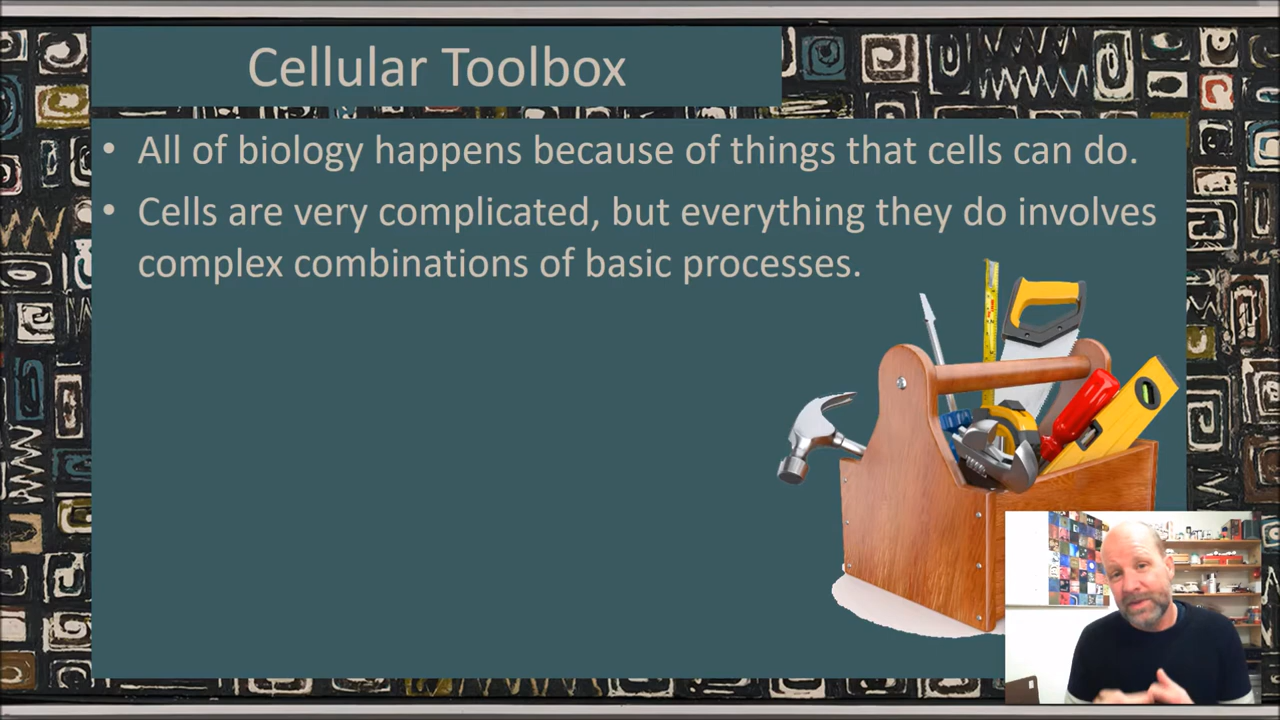 Cellular Toolbox
• All of biology happens because of things that cells can do.
• Cells are very complicated, but everything they do involves
complex combinations of basic processes.